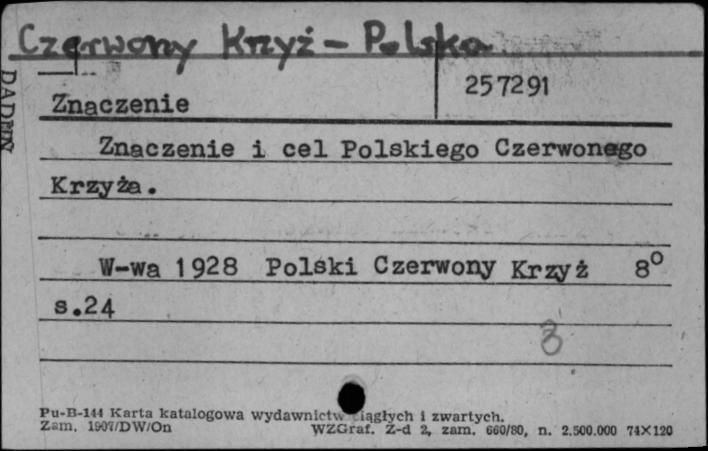 Czerwony Krzyż - Polska
257291
Znaczenie
Znaczenie i cel Polskiego Czerwonego
Krzyża.
W-wa 1928 Polski Czerwony Krzyż 8°
s.24
3
Pu-B-144 Karta katalogowa wydawnictw ciągłych i zwartych.
Zam. 1907/DW/On WZGraf. Z-d 2, zam. 660/80, n. 2.500.000 74×120